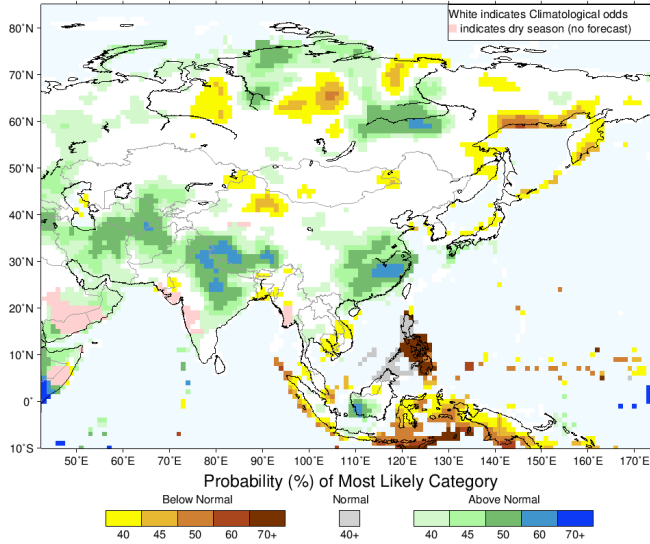 White indicates Climatological odds
indicates dry season (no forecast)
80°N
70°N
60°N
50°N
40°N
30°N
20°N
10°N
0°
10°S
50°E 60°E 70°E 80°E 90°E 100°E 110°E 120°E 130°E 140°E 150°E 160°E 170°E
Probability (%) of Most Likely Category
Below Normal Normal Above Normal
40 45 50 60 70+ 40+ 40 45 50 60 70+